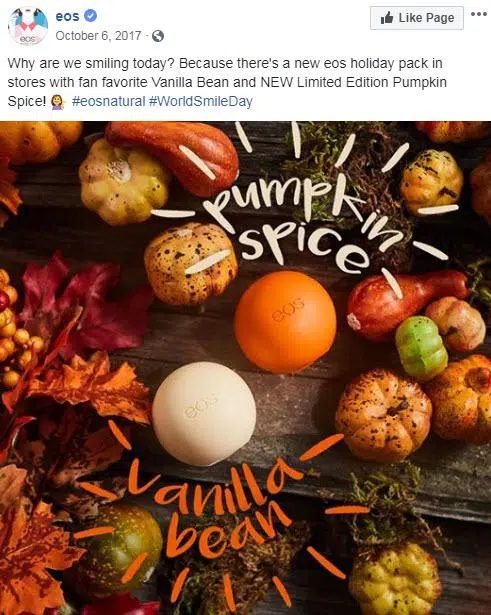 eos
eos
October 6, 2017 ·
Like Page
Why are we smiling today? Because there's a new eos holiday pack in
stores with fan favorite Vanilla Bean and NEW Limited Edition Pumpkin
Spice! 💁‍♀️ #eosnatural #WorldSmileDay
pumpkin
spice
eos
eos
vanilla
bean